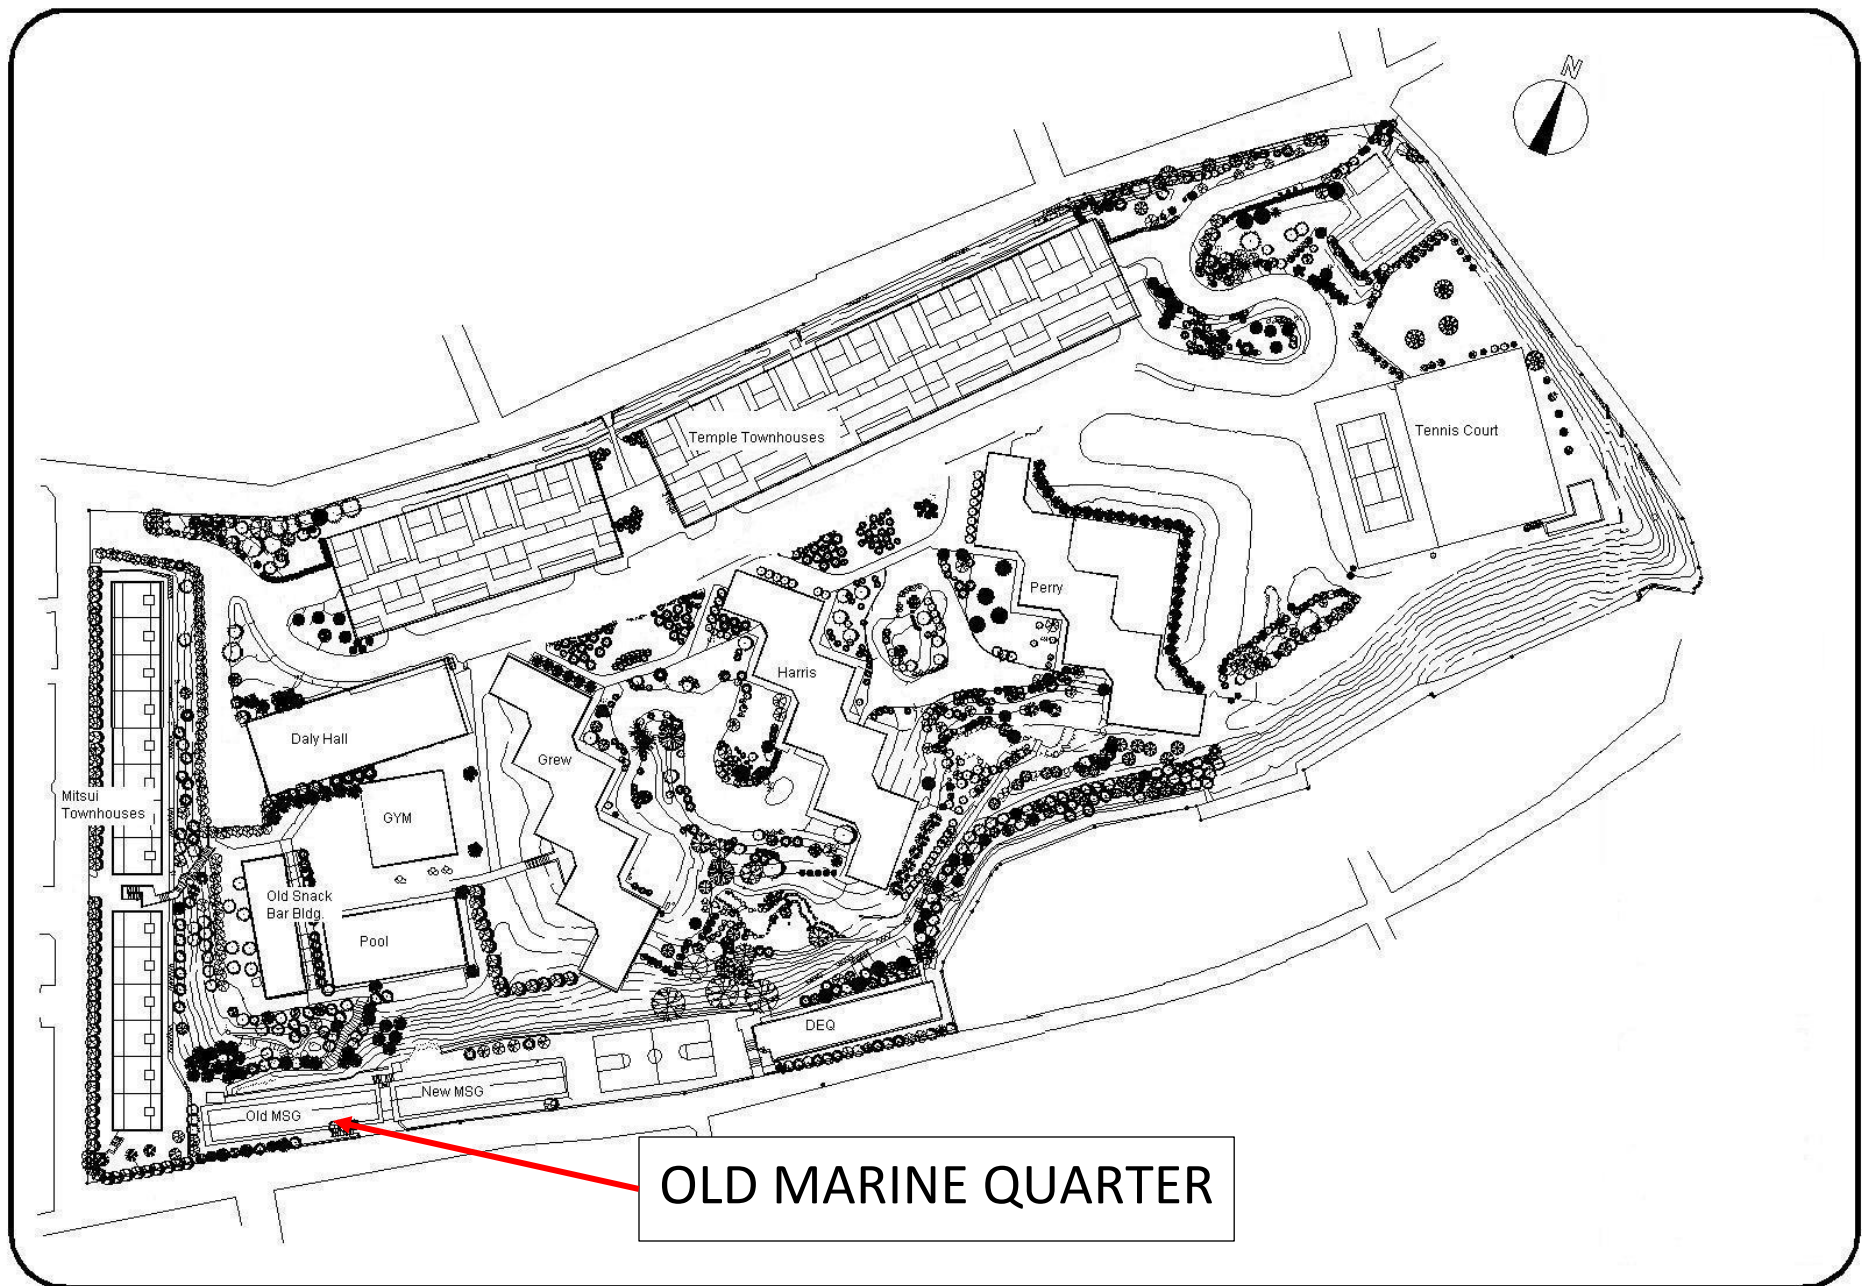 N
Temple Townhouses
Tennis Court
Perry
Harris
Daly Hall
Grew
Mitsui
Townhouses
GYM
Old Snack
Bar Bldg.
Pool
DEQ
New MSG
Old MSG
OLD MARINE QUARTER